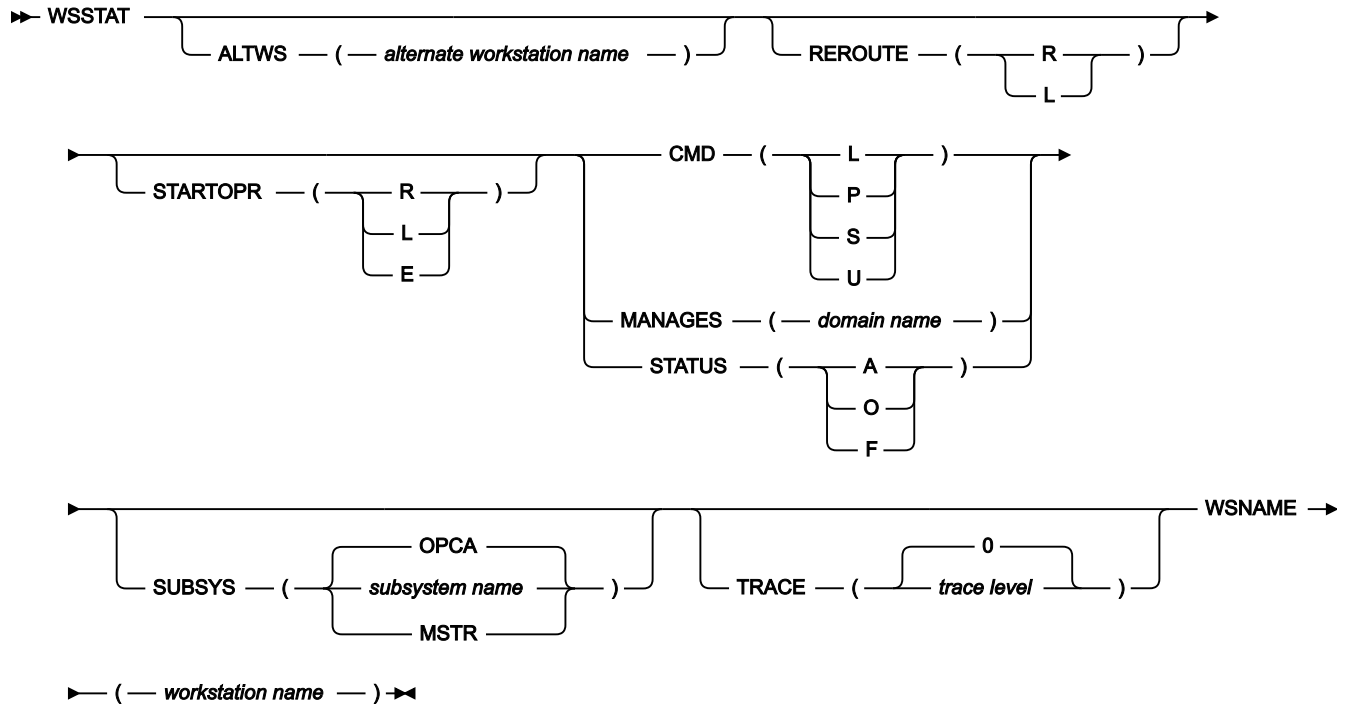 WSSTAT
ALTWS ( alternate workstation name ) REROUTE ( R )
L
STARTOPR ( R ) CMD ( L )
L P
E S
U
MANAGES ( domain name )
STATUS ( A )
O
F
WSNAME
OPCA 0
SUBSYS ( subsystem name ) TRACE ( trace level )
MSTR
( workstation name )